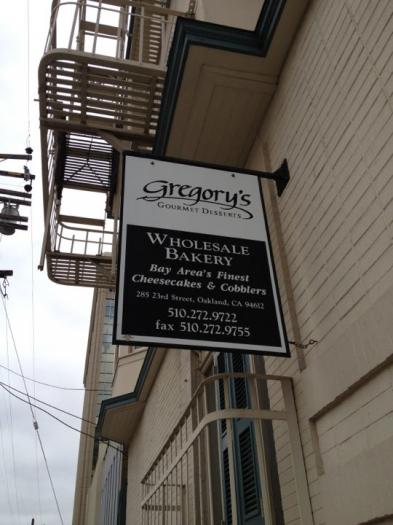 Gregory's
Gourmet Desserts
Wholesale
Bakery
Bay Area's Finest
Cheesecakes & Cobblers
285 23rd Street, Oakland, CA 94612
510.272.9722
fax 510.272.9755